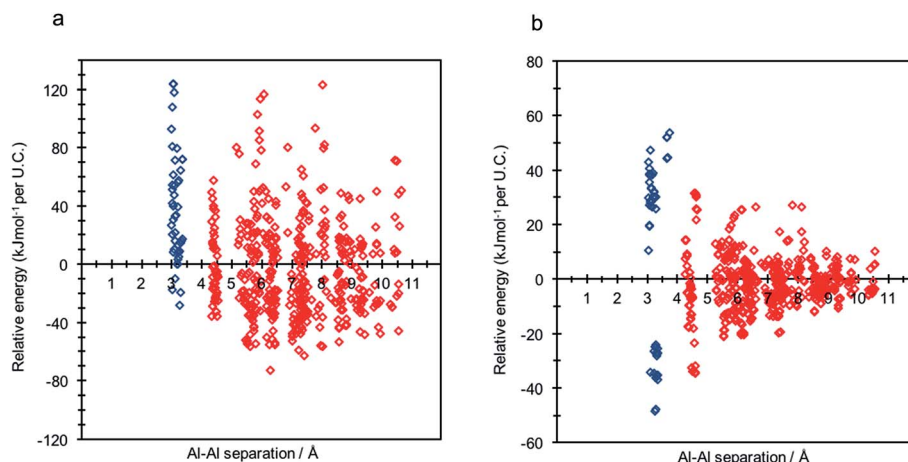 a
Relative energy (kJmol⁻¹ per U.C.)
120
80
40
0
-40
-80
-120
1 2 3 4 5 6 7 8 9 10 11
Al-Al separation / Å
b
Relative energy (kJmol⁻¹ per U.C.)
80
60
40
20
0
-20
-40
-60
1 2 3 4 5 6 7 8 9 10 11
Al-Al separation / Å